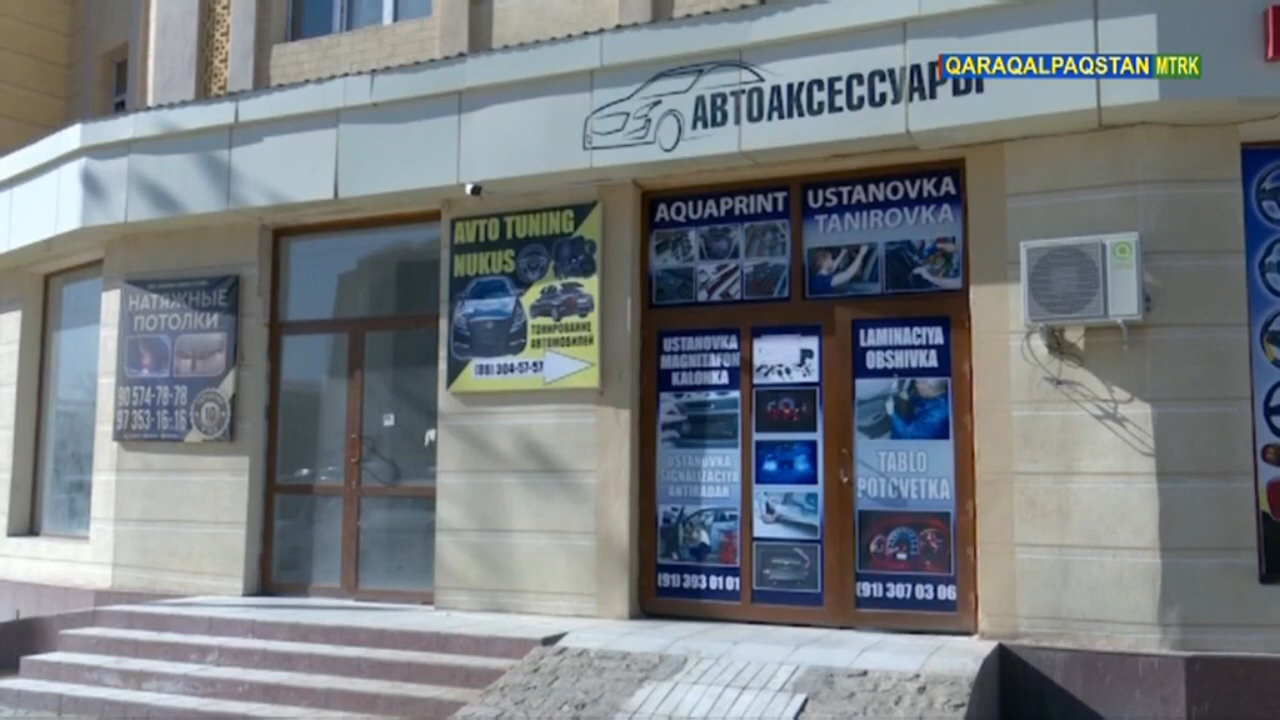 QARAQALPAQSTAN MTRK
АВТОАКСЕССУАРЫ
НАТЯЖНЫЕ
ПОТОЛКИ
90 574-78-78
97 353-16-16
10
AVTO TUNING
NUKUS
ТОНИРОВАНИЕ
АВТОМОБИЛЕЙ
304-57-57
AQUAPRINT
USTANOVKA
TANIROVKA
USTANOVKA
MAGNITAFON
KALONKA
USTANOVKA
SIGNALIZACIYA
ANTIRADAR
(91) 393 01 01
LAMINACIYA
OBSHIVKA
TABLO
POTCVETKA
(91) 307 03 06